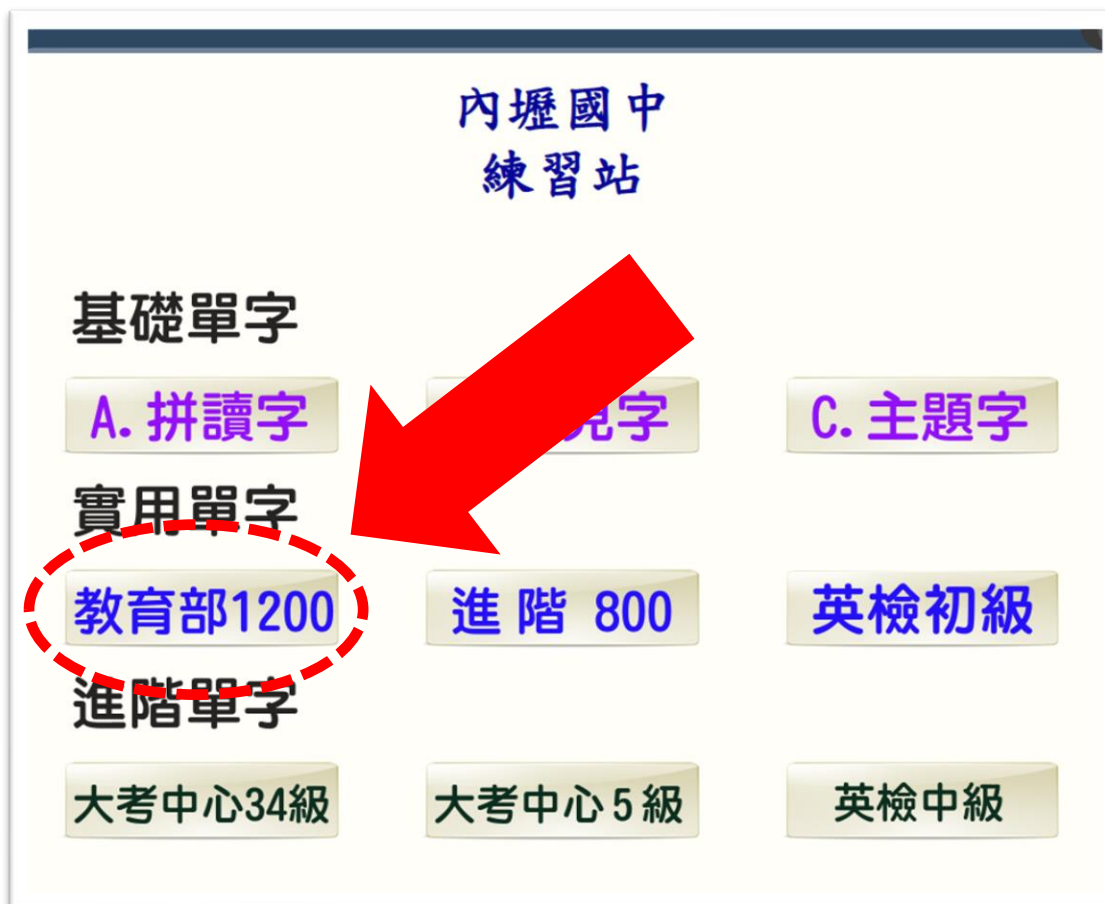 內壢國中
練習站
基礎單字
A.拼讀字 見字 C.主題字
實用單字
教育部1200 進階 800 英檢初級
進階單字
大考中心34級 大考中心5級 英檢中級